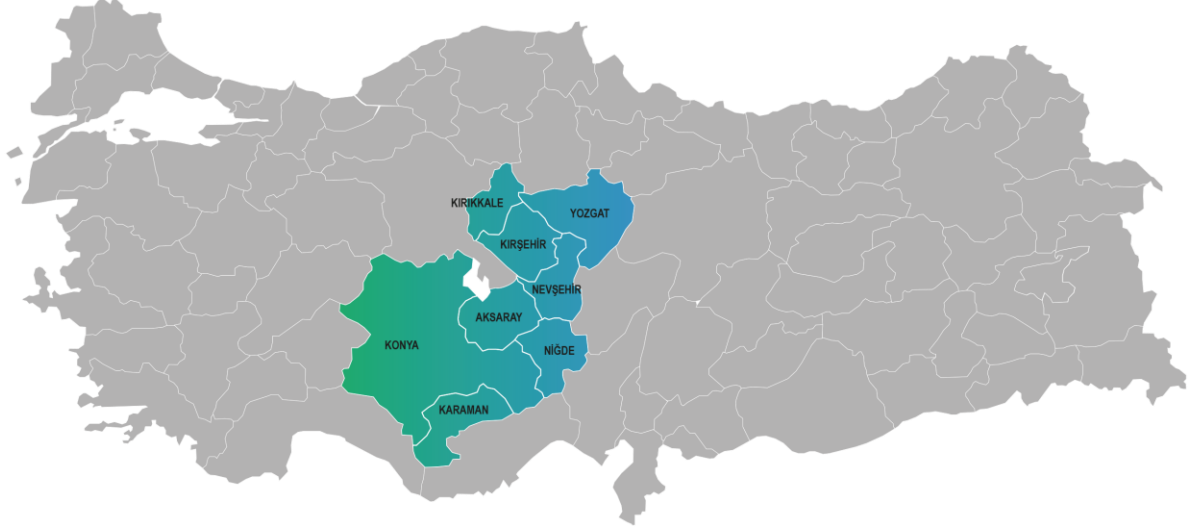 KIRIKKALE
YOZGAT
KIRŞEHİR
NEVŞEHİR
AKSARAY
KONYA
NİĞDE
KARAMAN